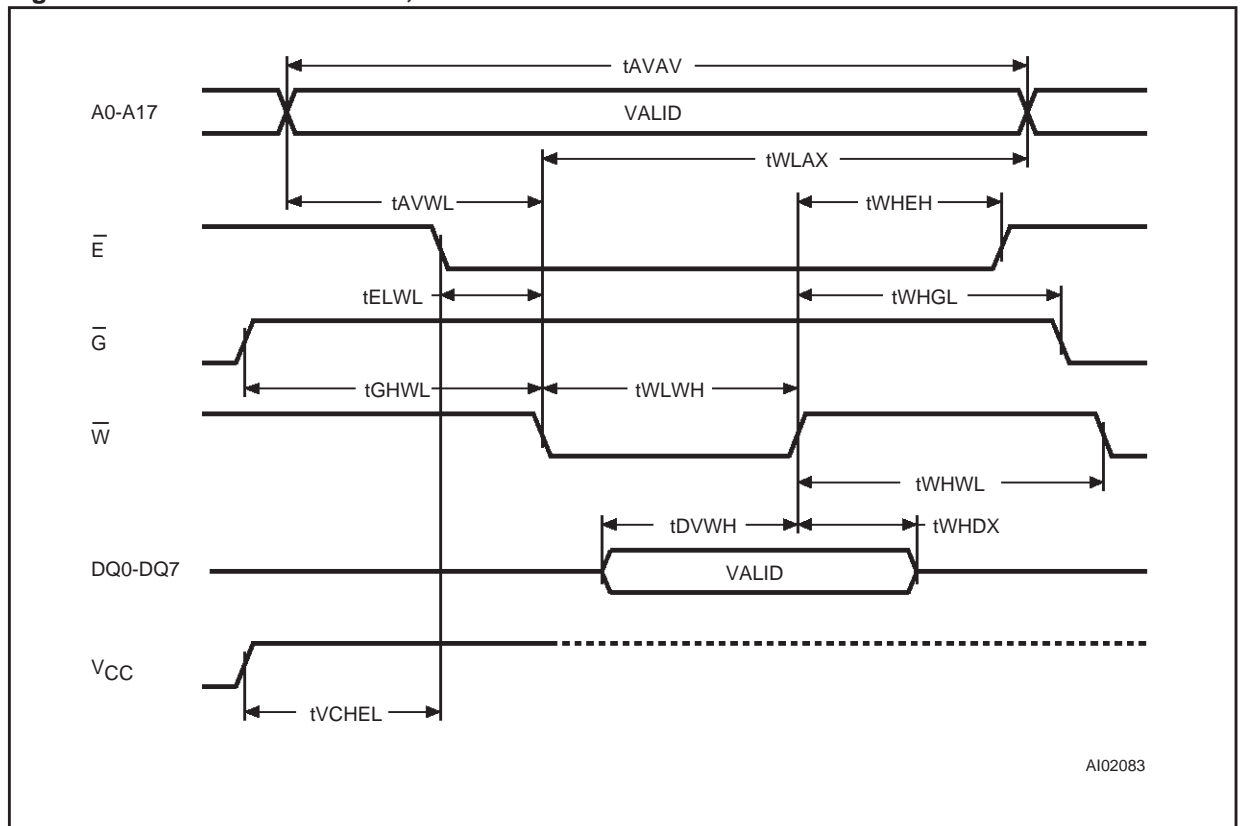 tAVAV
A0-A17
VALID
tWLAX
tAVWL
tWHEH
E
tELWL
tWHGL
G
tGHWL
tWLWH
W
tWHWL
tDVWH
tWHDX
DQ0-DQ7
VALID
VCC
tVCHEL
AI02083